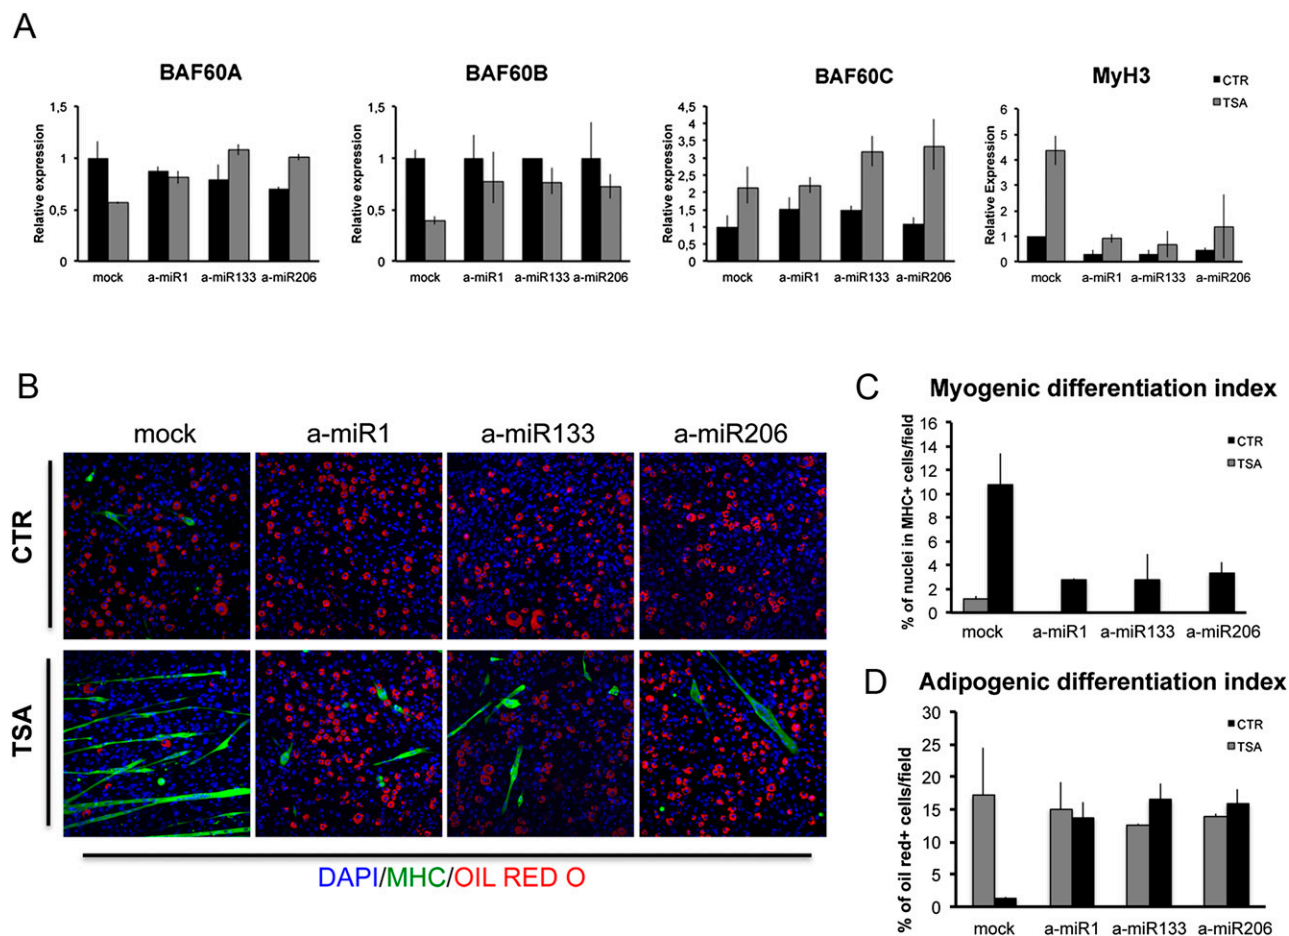 A
BAF60A
BAF60B
BAF60C
MyH3
CTR
TSA
Relative expression
1,5
1
0,5
0
mock
a-miR1
a-miR133
a-miR206
Relative expression
1,5
1
0,5
0
mock
a-miR1
a-miR133
a-miR206
Relative expression
4,5
4
3,5
3
2,5
2
1,5
1
0,5
0
mock
a-miR1
a-miR133
a-miR206
Relative Expression
6
5
4
3
2
1
0
mock
a-miR1
a-miR133
a-miR206
B
mock
a-miR1
a-miR133
a-miR206
CTR
TSA
DAPI/MHC/OIL RED O
C
Myogenic differentiation index
% of nuclei in MHC+ cells/field
16
14
12
10
8
6
4
2
0
CTR
TSA
mock
a-miR1
a-miR133
a-miR206
D
Adipogenic differentiation index
% of oil red+ cells/field
30
25
20
15
10
5
0
CTR
TSA
mock
a-miR1
a-miR133
a-miR206